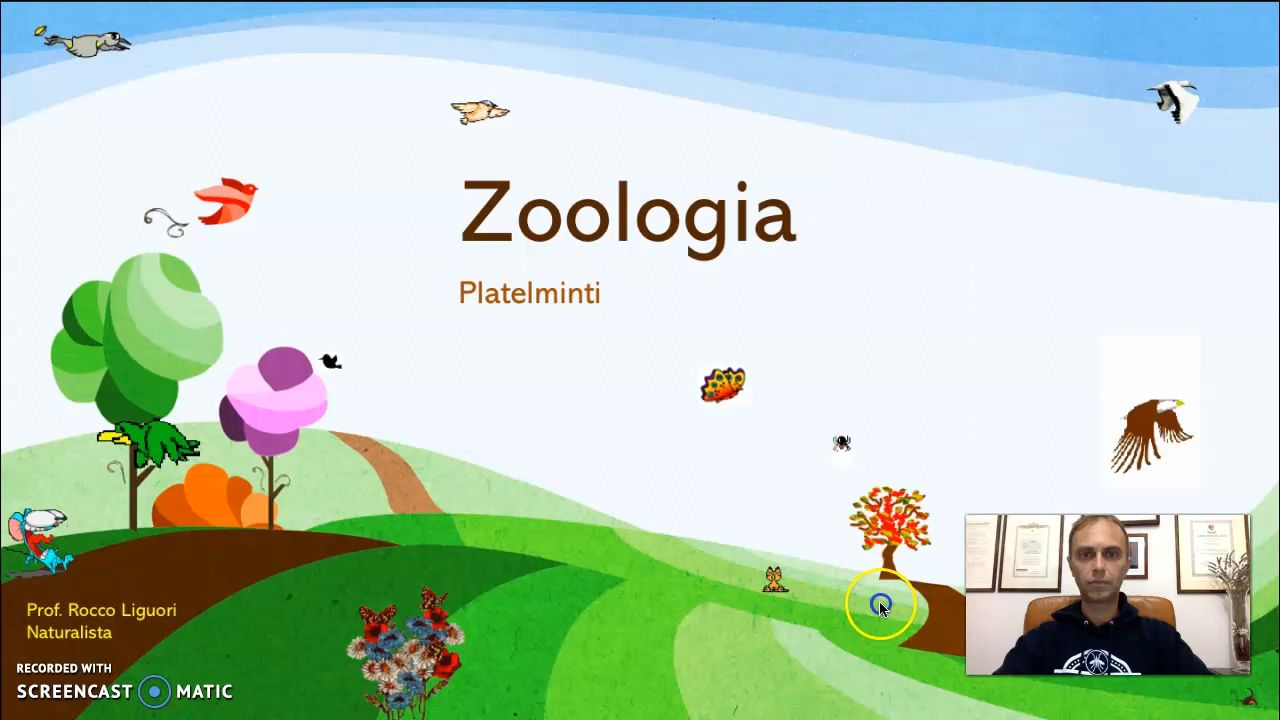 Zoologia
Platelminti
Prof. Rocco Liguori
Naturalista
RECORDED WITH
SCREENCAST MATIC